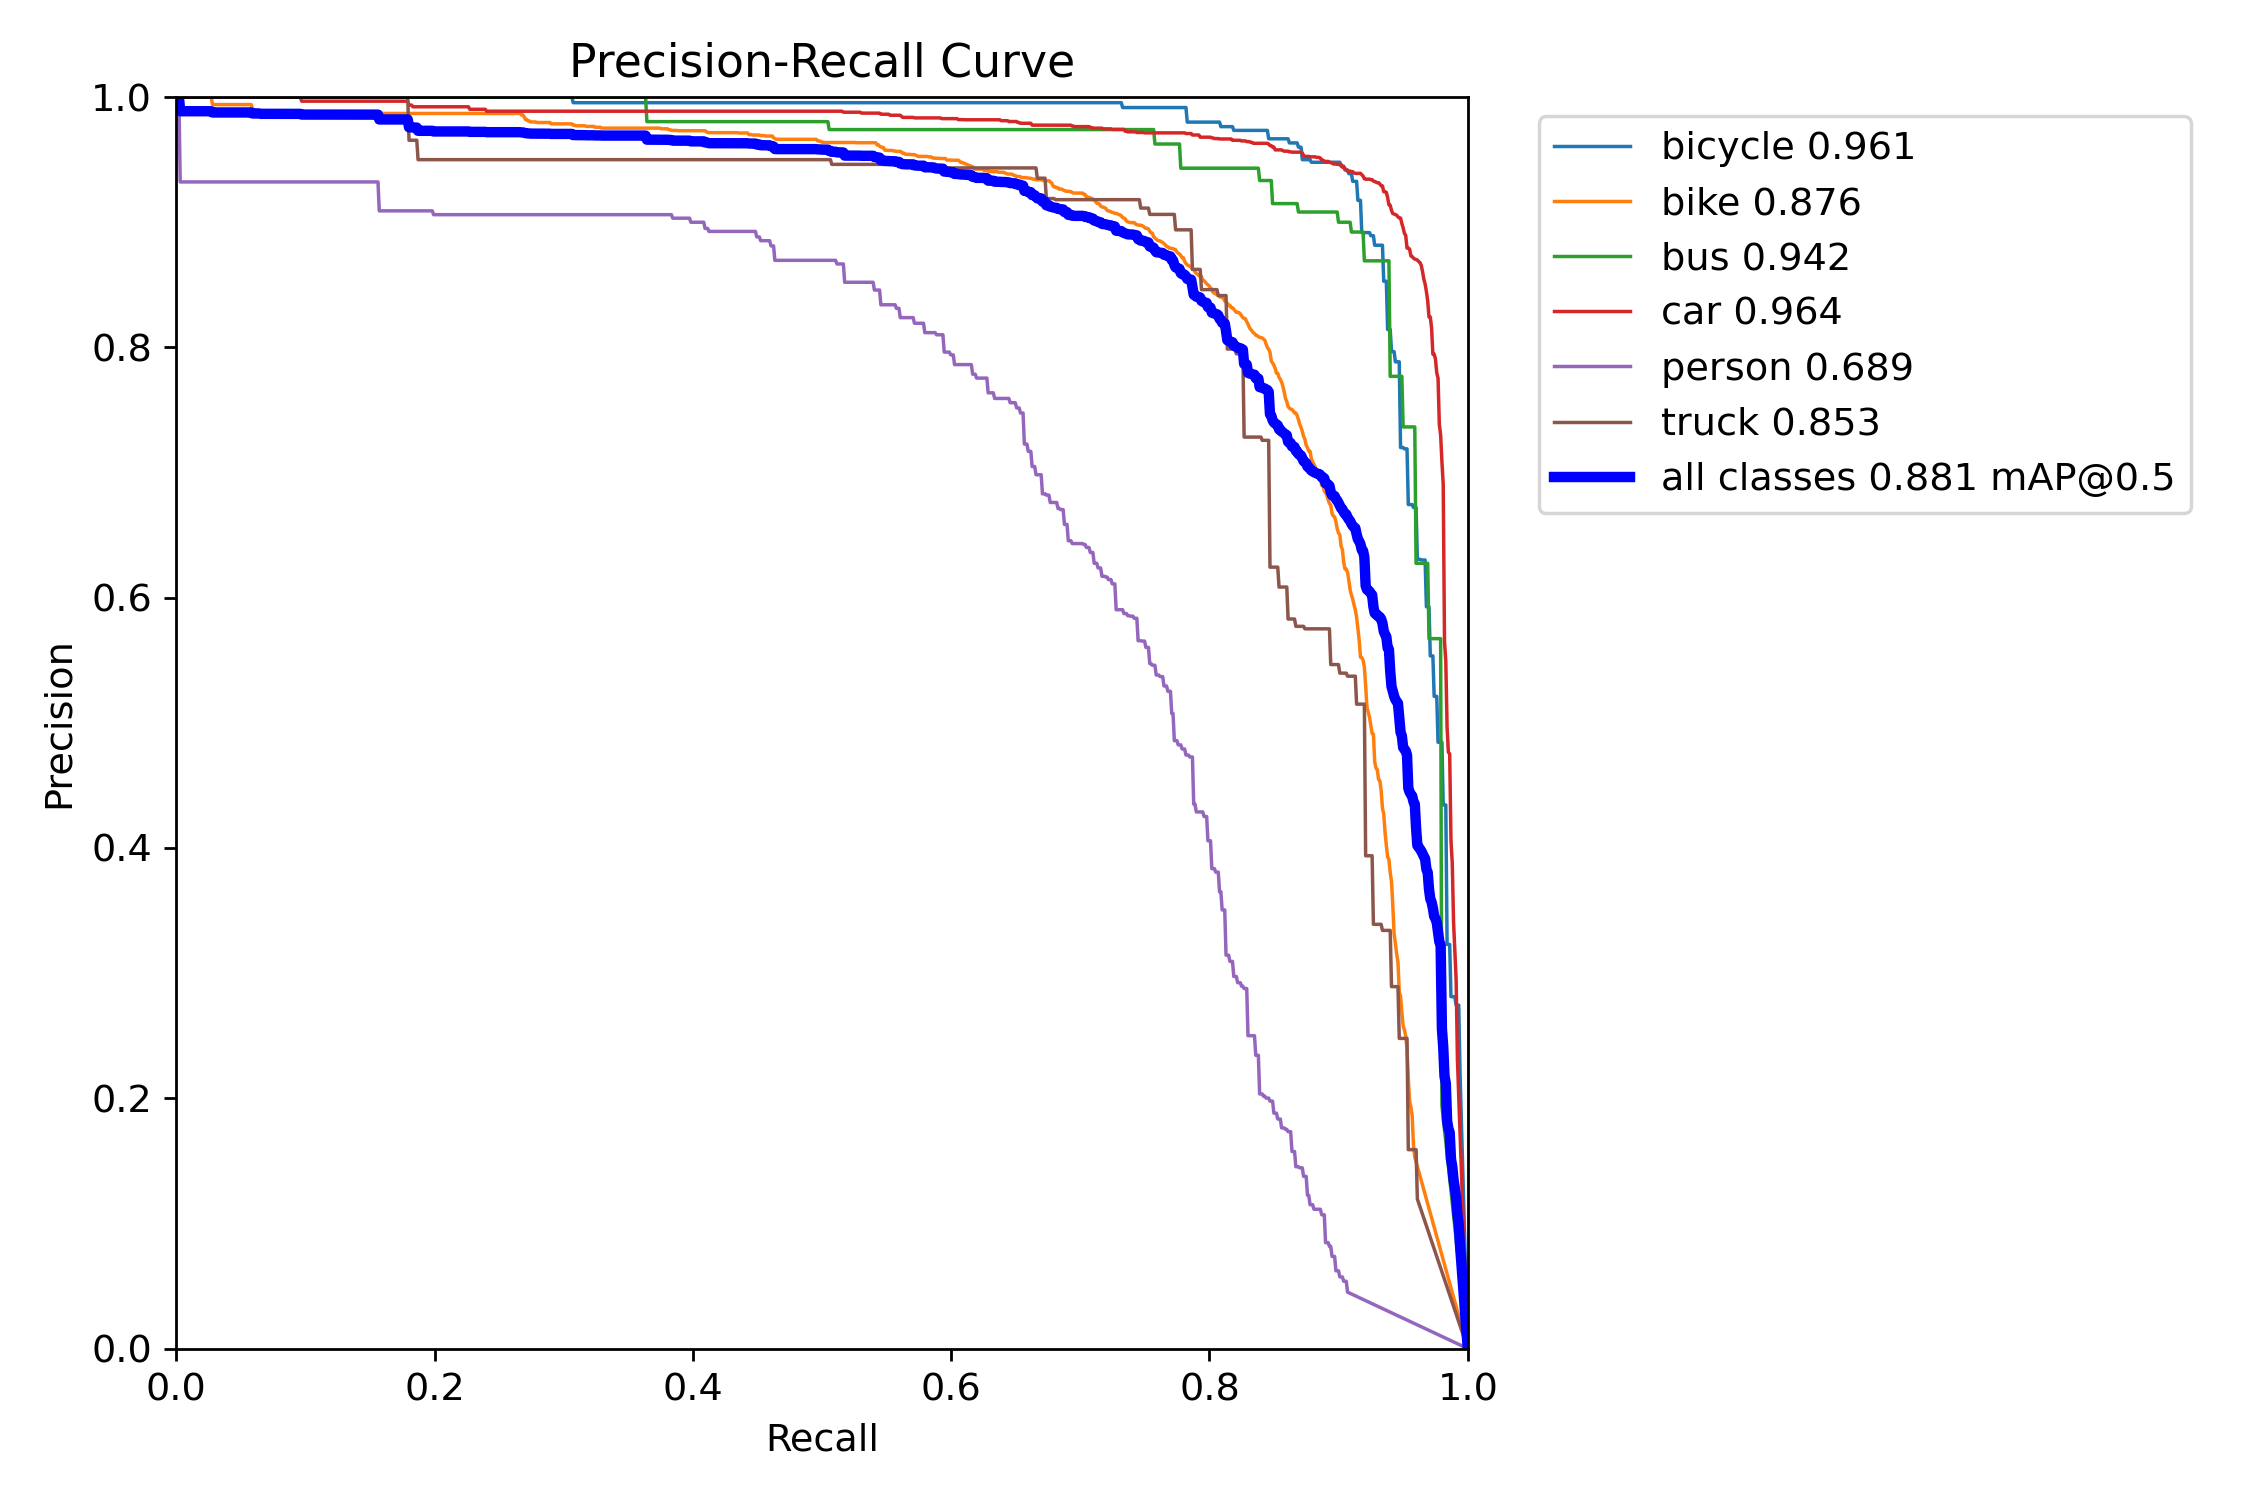 Precision-Recall Curve
1.0
0.8
0.6
0.4
0.2
0.0
Precision
0.0 0.2 0.4 0.6 0.8 1.0
Recall
bicycle 0.961
bike 0.876
bus 0.942
car 0.964
person 0.689
truck 0.853
all classes 0.881 mAP@0.5